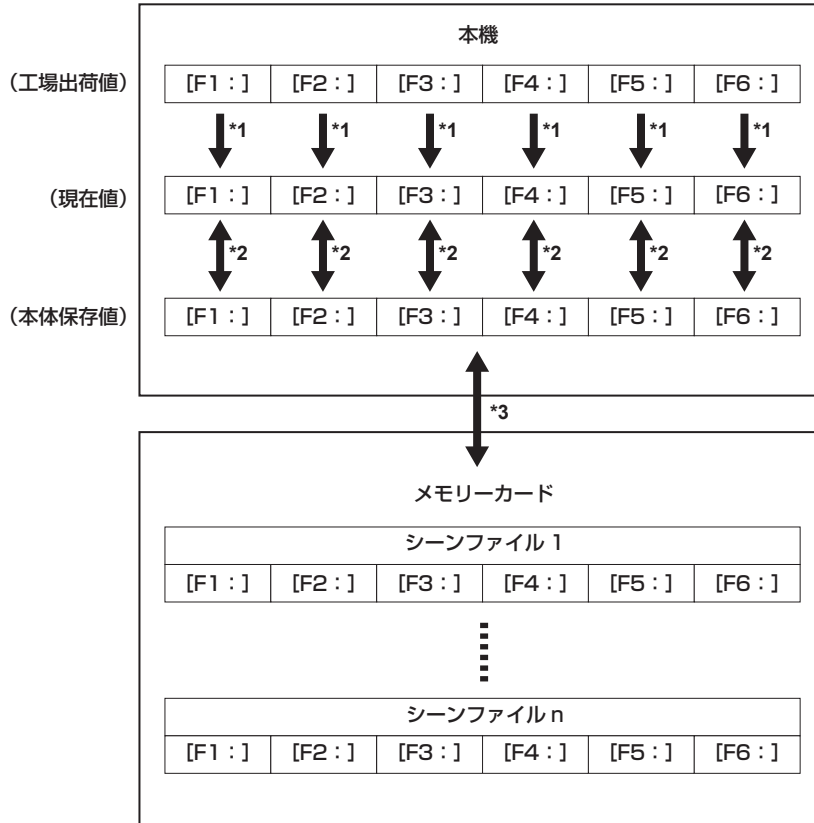 本機
（工場出荷値） [F1：] [F2：] [F3：] [F4：] [F5：] [F6：]
*1 *1 *1 *1 *1 *1
（現在値） [F1：] [F2：] [F3：] [F4：] [F5：] [F6：]
*2 *2 *2 *2 *2 *2
（本体保存値） [F1：] [F2：] [F3：] [F4：] [F5：] [F6：]
*3
メモリーカード
シーンファイル 1
[F1：] [F2：] [F3：] [F4：] [F5：] [F6：]
シーンファイル n
[F1：] [F2：] [F3：] [F4：] [F5：] [F6：]